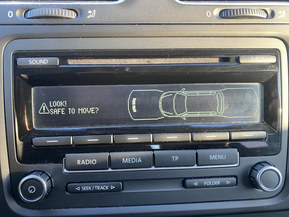 SOUND
LOOK!
SAFE TO MOVE?
RADIO MEDIA TP MENU
SEEK / TRACK FOLDER